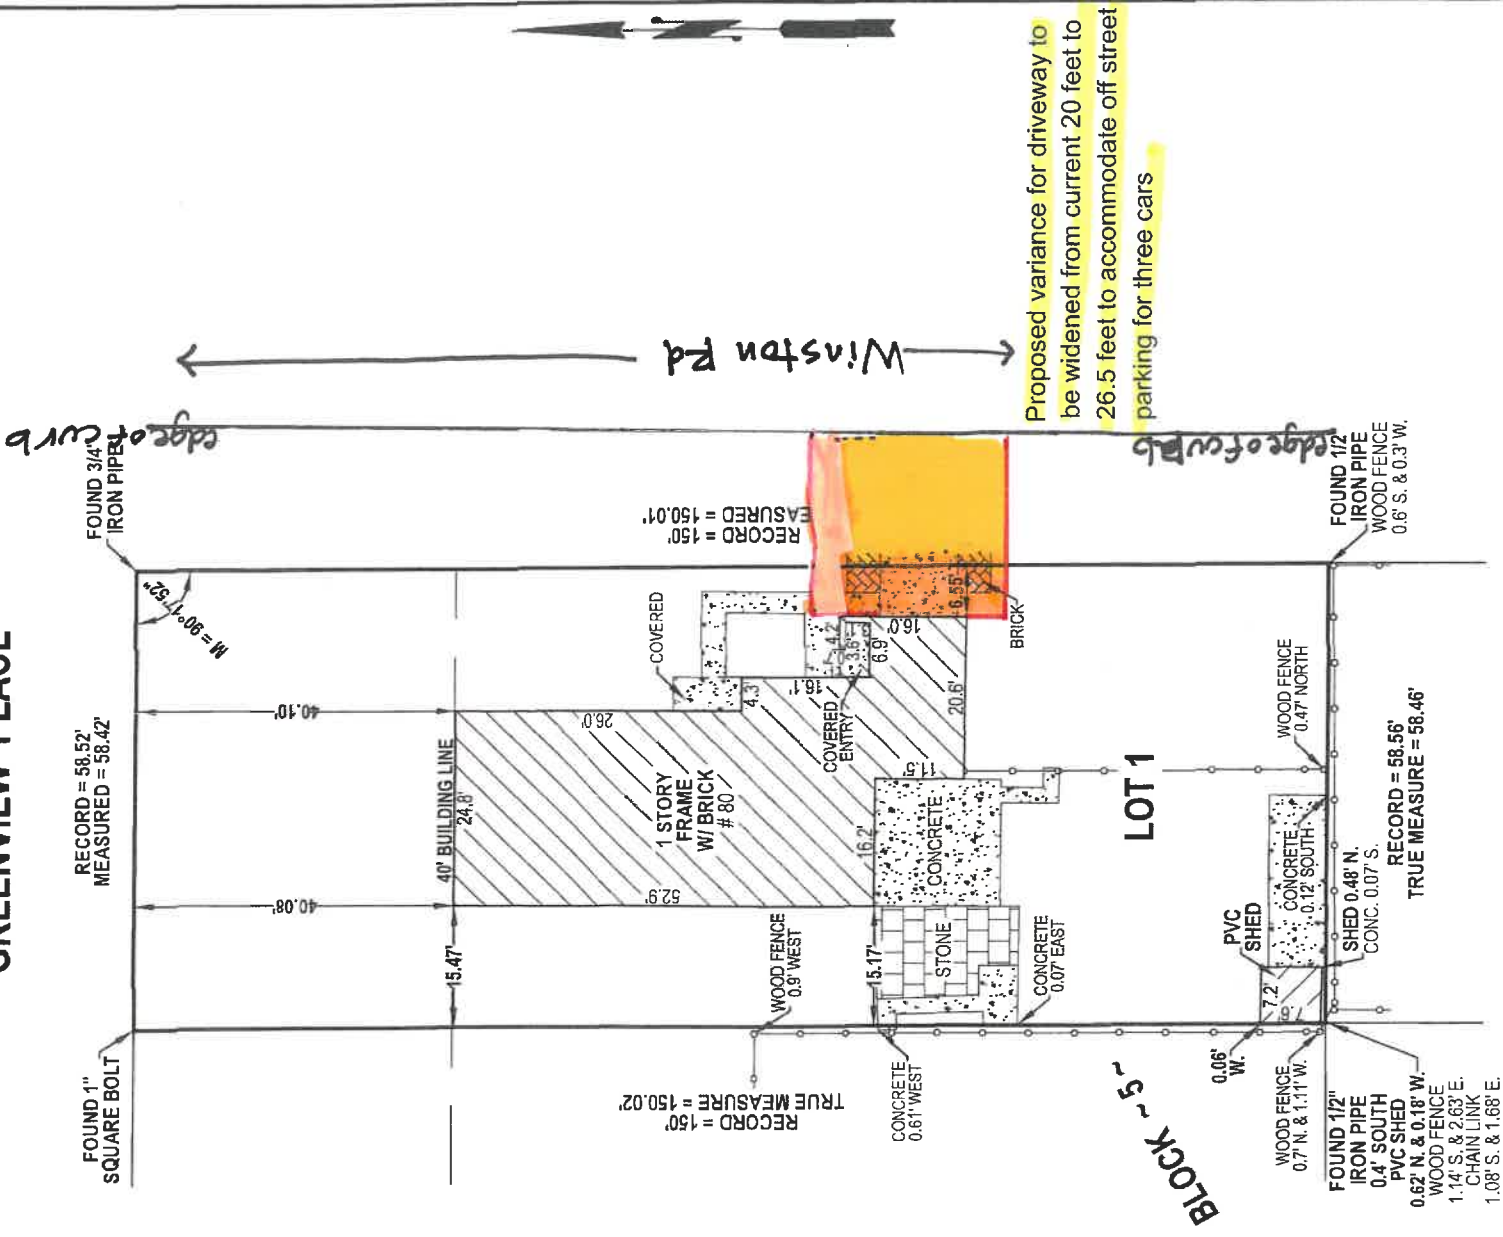 RECORD = 58.52'
MEASURED = 58.42'
FOUND 1"
SQUARE BOLT
FOUND 3/4"
IRON PIPE
edge of curb
M = 90°1'52"
40.08'
40.10'
40' BUILDING LINE
24.8'
15.47'
RECORD = 150'
EASURED = 150.01'
Winston Rd
Proposed variance for driveway to
be widened from current 20 feet to
26.5 feet to accommodate off street
parking for three cars
COVERED
26.0'
4.3'
16.1'
4.2'
3.6'
6.9'
16.0'
6.55'
BRICK
COVERED
ENTRY
1 STORY
FRAME
W/ BRICK
# 80
52.9'
16.2'
11.5'
20.6'
WOOD FENCE
0.9' WEST
15.17'
STONE
CONCRETE
CONCRETE
0.07' EAST
CONCRETE
0.61' WEST
RECORD = 150'
TRUE MEASURE = 150.02'
LOT 1
BLOCK ~ 5 ~
WOOD FENCE
0.47' NORTH
PVC
SHED
7.2'
9'
0.06'
W.
CONCRETE
0.12' SOUTH
SHED 0.48' N.
CONC. 0.07' S.
WOOD FENCE
0.7' N. & 1.11' W.
FOUND 1/2"
IRON PIPE
0.4' SOUTH
PVC SHED
0.62' N. & 0.18' W.
WOOD FENCE
1.14' S. & 2.63' E.
CHAIN LINK
1.08' S. & 1.68' E.
RECORD = 58.56'
TRUE MEASURE = 58.46'
edge of curb
FOUND 1/2"
IRON PIPE
WOOD FENCE
0.6' S. & 0.3' W.